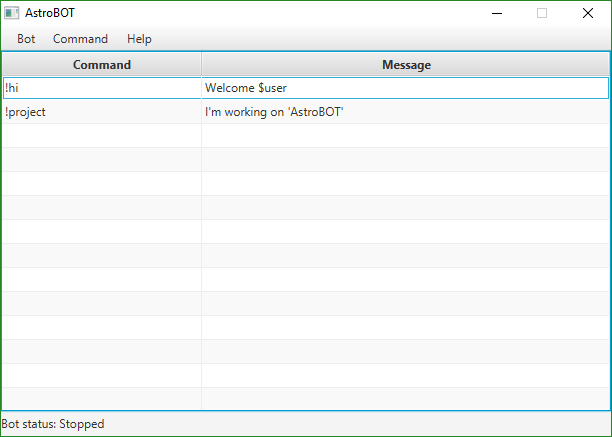 AstroBOT
Bot Command Help
Command Message
!hi Welcome $user
!project I'm working on 'AstroBOT'
Bot status: Stopped